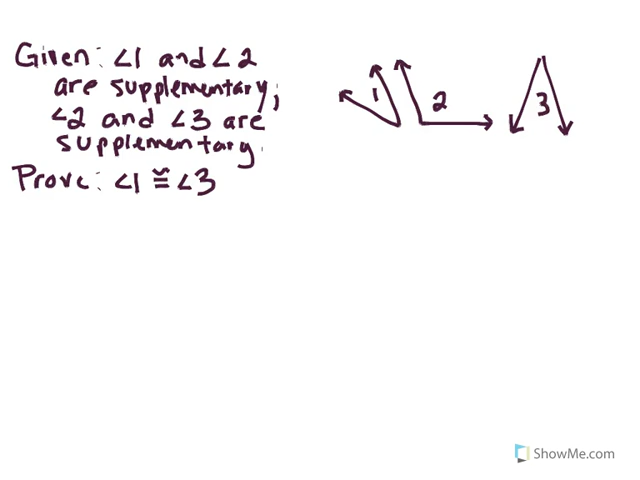 Given: ∠1 and ∠2
are supplementary;
∠2 and ∠3 are
supplementary.
Prove: ∠1 ≅ ∠3
1
2
3
ShowMe.com